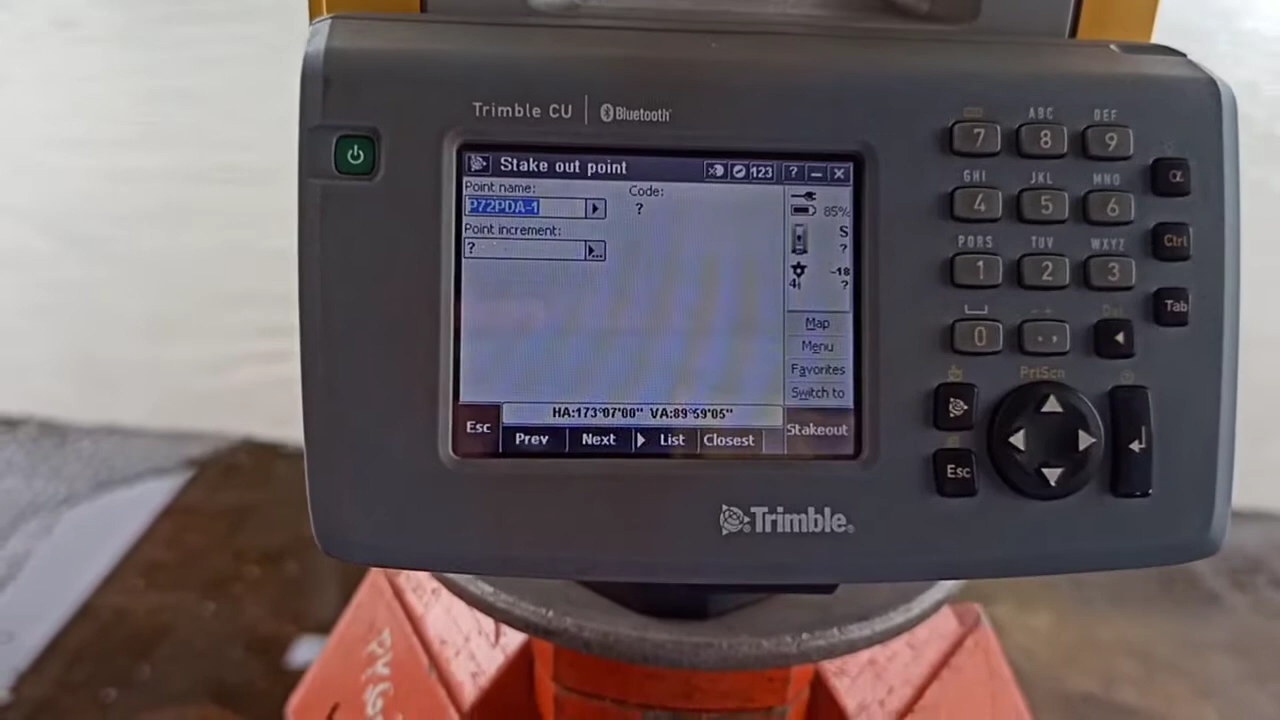 Trimble CU Bluetooth
Stake out point 123 ? – X
Point name: Code:
P72PDA-1 ?
85%
Point increment: S
? ?
-18
4 ?
Map
Menu
Favorites
Switch to
HA:173°07'00" VA:89°59'05"
Esc Prev Next List Closest Stakeout
Trimble
ABC DEF
7 8 9
α
GHI JKL MNO
4 5 6
Ctrl
PQRS TUV WXYZ
1 2 3
Tab
Del
0 . ,
PrtScn
Esc